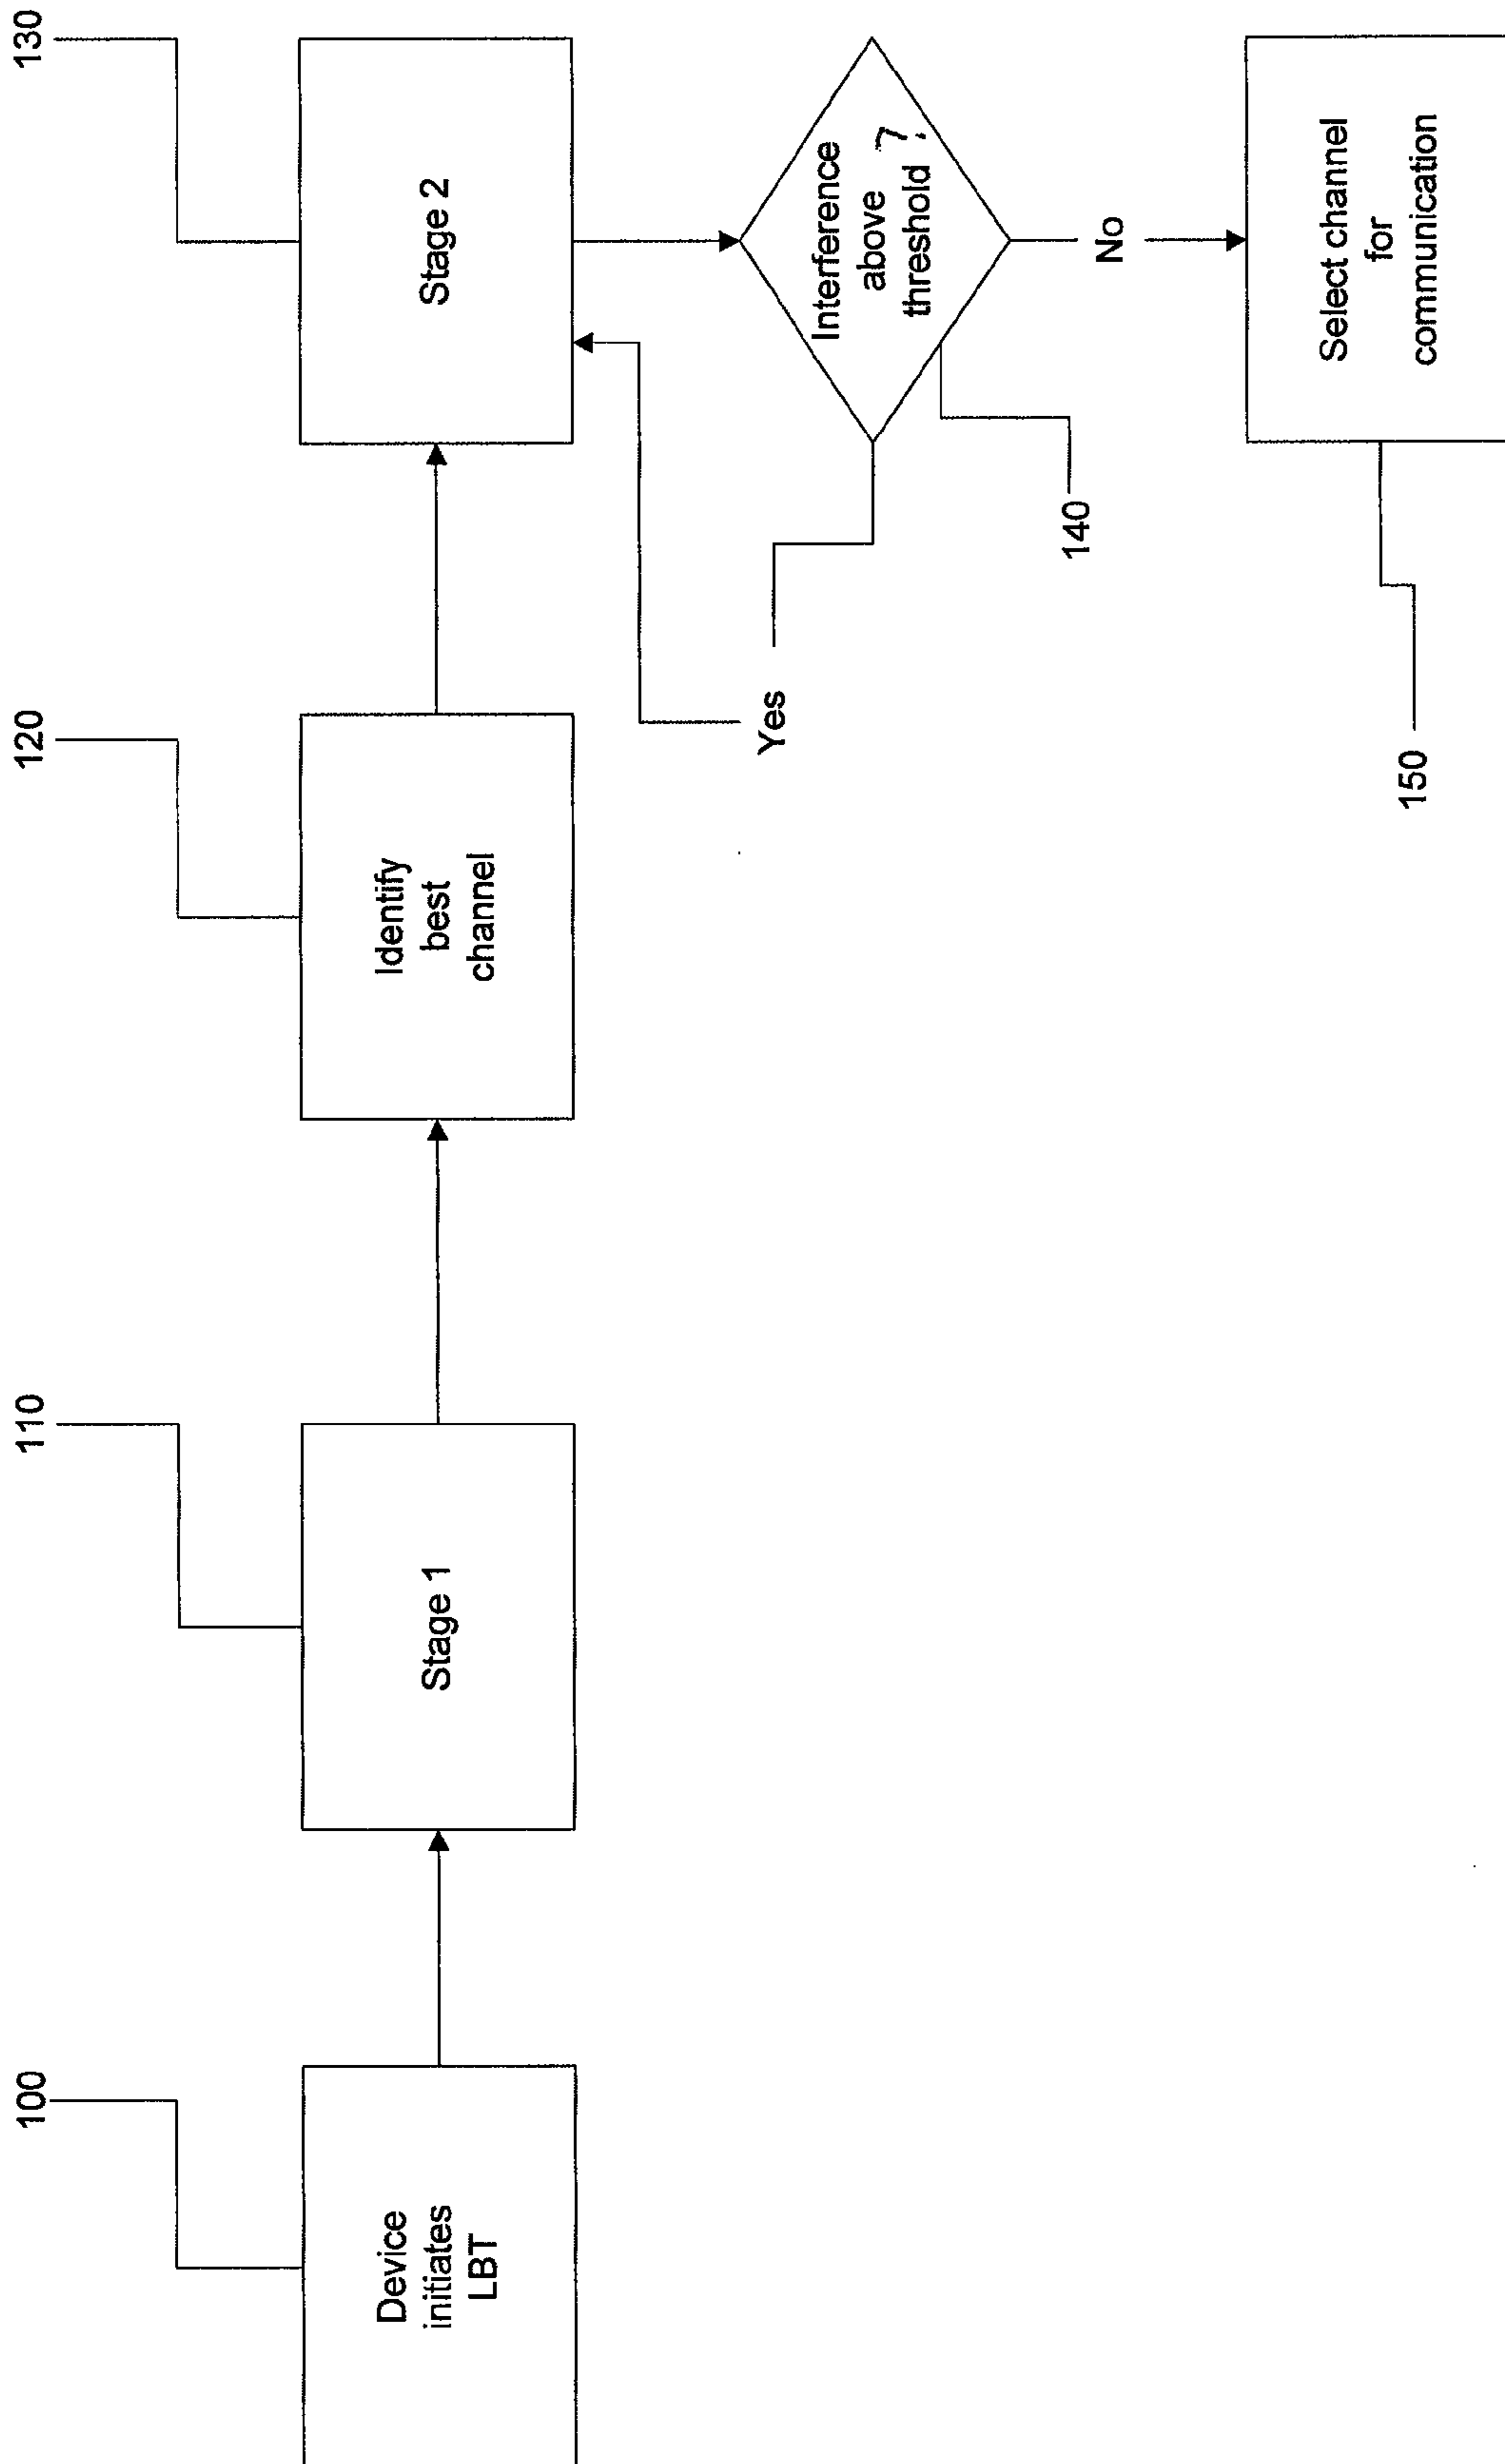 100
Device
initiates
LBT
110
Stage 1
120
Identify
best
channel
130
Stage 2
Yes
Interference
above
threshold ?
140
No
150
Select channel
for
communication